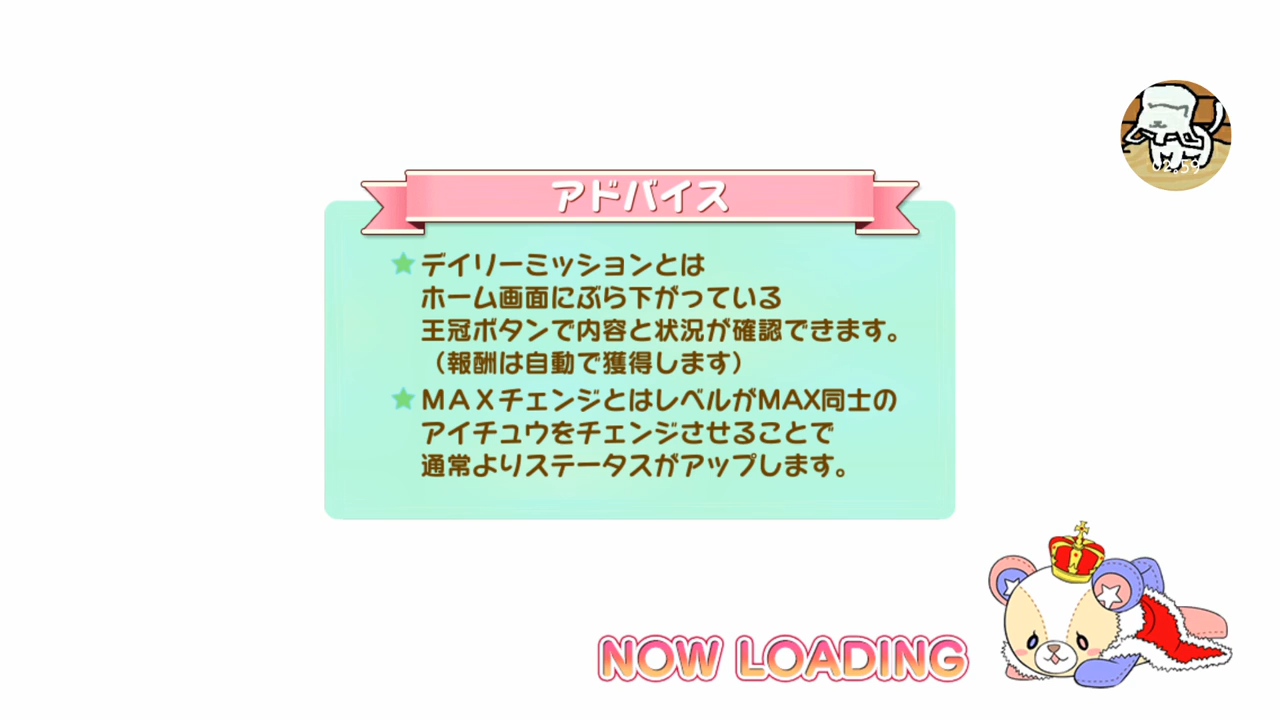 アドバイス
デイリーミッションとは
ホーム画面にぶら下がっている
王冠ボタンで内容と状況が確認できます。
（報酬は自動で獲得します）
ＭＡＸチェンジとはレベルがMAX同士の
アイチュウをチェンジさせることで
通常よりステータスがアップします。
NOW LOADING
02:59